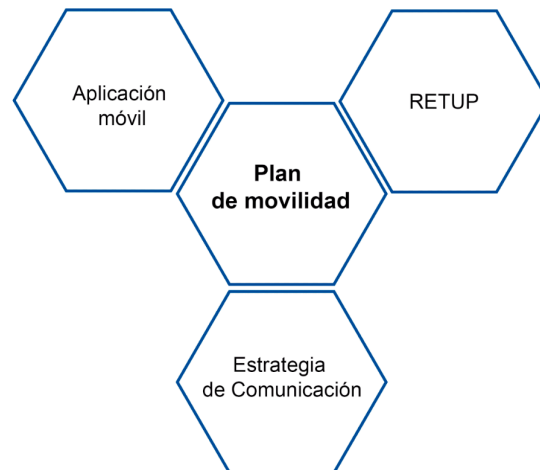 Aplicación
móvil
RETUP
Plan
de movilidad
Estrategia
de Comunicación